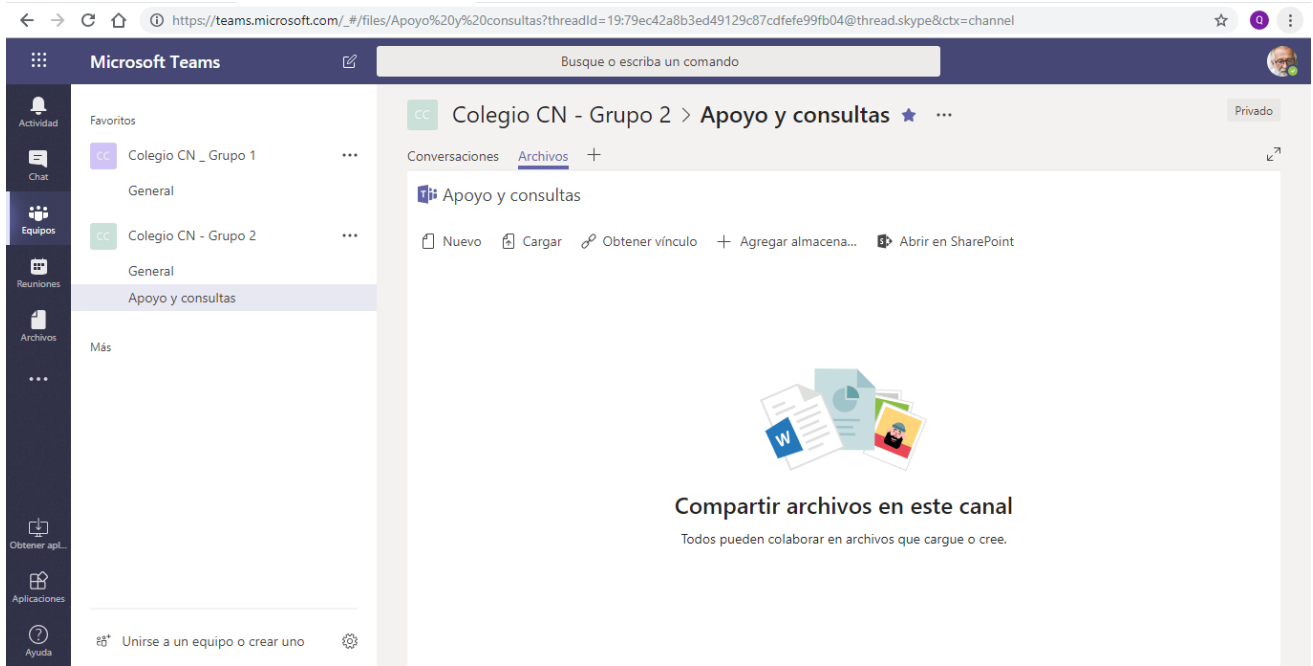 https://teams.microsoft.com/_#/files/Apoyo%20y%20consultas?threadId=19:79ec42a8b3ed49129c87cdfefe99fb04@thread.skype&ctx=channel
Q
Microsoft Teams
Busque o escriba un comando
Actividad
Chat
Equipos
Reuniones
Archivos
Obtener apl...
Aplicaciones
Ayuda
Favoritos
CC Colegio CN _ Grupo 1
General
CC Colegio CN - Grupo 2
General
Apoyo y consultas
Más
Unirse a un equipo o crear uno
CC Colegio CN - Grupo 2 > Apoyo y consultas
Privado
Conversaciones Archivos
Apoyo y consultas
Nuevo Cargar Obtener vínculo Agregar almacena... Abrir en SharePoint
W
Compartir archivos en este canal
Todos pueden colaborar en archivos que cargue o cree.